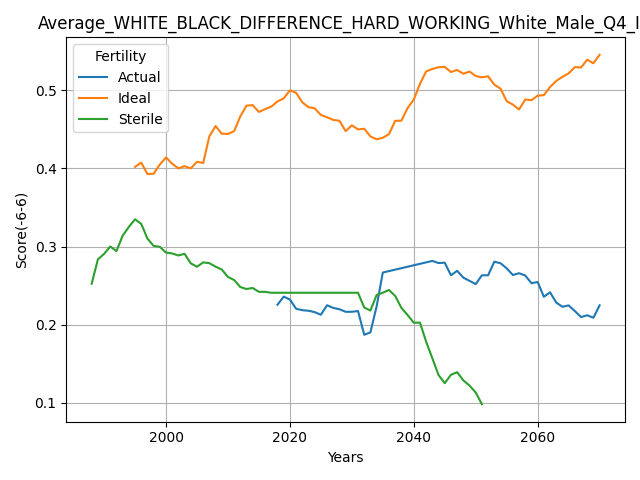 Average_WHITE_BLACK_DIFFERENCE_HARD_WORKING_White_Male_Q4_I
Fertility
Actual
Ideal
Sterile
Score(-6-6)
0.5
0.4
0.3
0.2
0.1
2000 2020 2040 2060
Years